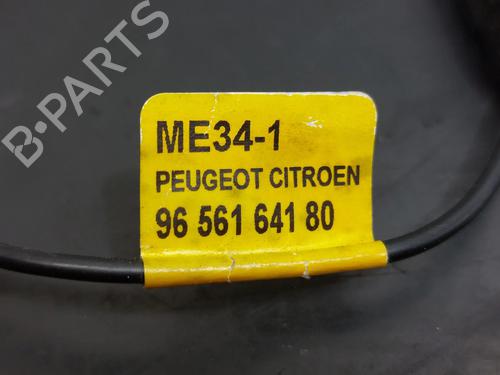 B-PARTS
ME34-1
PEUGEOT CITROEN
96 561 641 80